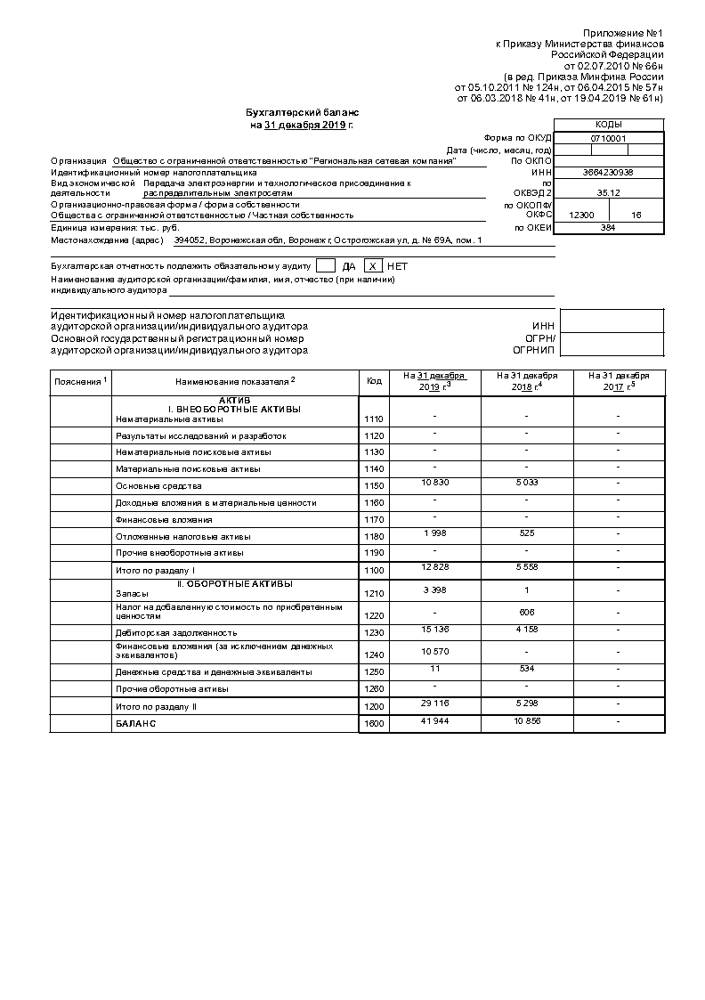 Приложение №1
к Приказу Министерства финансов
Российской Федерации
от 02.07.2010 № 66н
(в ред. Приказа Минфина России
от 05.10.2011 № 124н, от 06.04.2015 № 57н
от 06.03.2018 № 41н, от 19.04.2019 № 61н)
Бухгалтерский баланс
на 31 декабря 2019 г.
КОДЫ
Форма по ОКУД 0710001
Дата (число, месяц, год)
Организация Общество с ограниченной ответственностью "Региональная сетевая компания" По ОКПО
Идентификационный номер налогоплательщика ИНН 3664230938
Вид экономической Передача электроэнергии и технологическое присоединение к по
деятельности распределительным электросетям ОКВЭД 2 35.12
Организационно-правовая форма / форма собственности по ОКОПФ/
Общества с ограниченной ответственностью / Частная собственность ОКФС 12300 16
Единица измерения: тыс. руб. по ОКЕИ 384
Местонахождение (адрес) 394052, Воронежская обл, Воронеж г, Острогожская ул, д. № 69А, пом. 1
Бухгалтерская отчетность подлежить обязательному аудиту ДА X НЕТ
Наименование аудиторской организации/фамилия, имя, отчество (при наличии)
индивидуального аудитора
Идентификационный номер налогоплательщика
аудиторской организации/индивидуального аудитора ИНН
Основной государственный регистрационный номер ОГРН/
аудиторской организации/индивидуального аудитора ОГРНИП
Пояснения 1 Наименование показателя 2 Код На 31 декабря 2019 г.3 На 31 декабря 2018 г.4 На 31 декабря 2017 г.5
АКТИВ
I. ВНЕОБОРОТНЫЕ АКТИВЫ
Нематериальные активы 1110 - - -
Результаты исследований и разработок 1120 - - -
Нематериальные поисковые активы 1130 - - -
Материальные поисковые активы 1140 - - -
Основные средства 1150 10 830 5 033 -
Доходные вложения в материальные ценности 1160 - - -
Финансовые вложения 1170 - - -
Отложенные налоговые активы 1180 1 998 525 -
Прочие внеоборотные активы 1190 - - -
Итого по разделу I 1100 12 828 5 558 -
II. ОБОРОТНЫЕ АКТИВЫ
Запасы 1210 3 398 1 -
Налог на добавленную стоимость по приобретенным
ценностям 1220 - 606 -
Дебиторская задолженность 1230 15 136 4 158 -
Финансовые вложения (за исключением денежных
эквивалентов) 1240 10 570 - -
Денежные средства и денежные эквиваленты 1250 11 534 -
Прочие оборотные активы 1260 - - -
Итого по разделу II 1200 29 116 5 298 -
БАЛАНС 1600 41 944 10 856 -